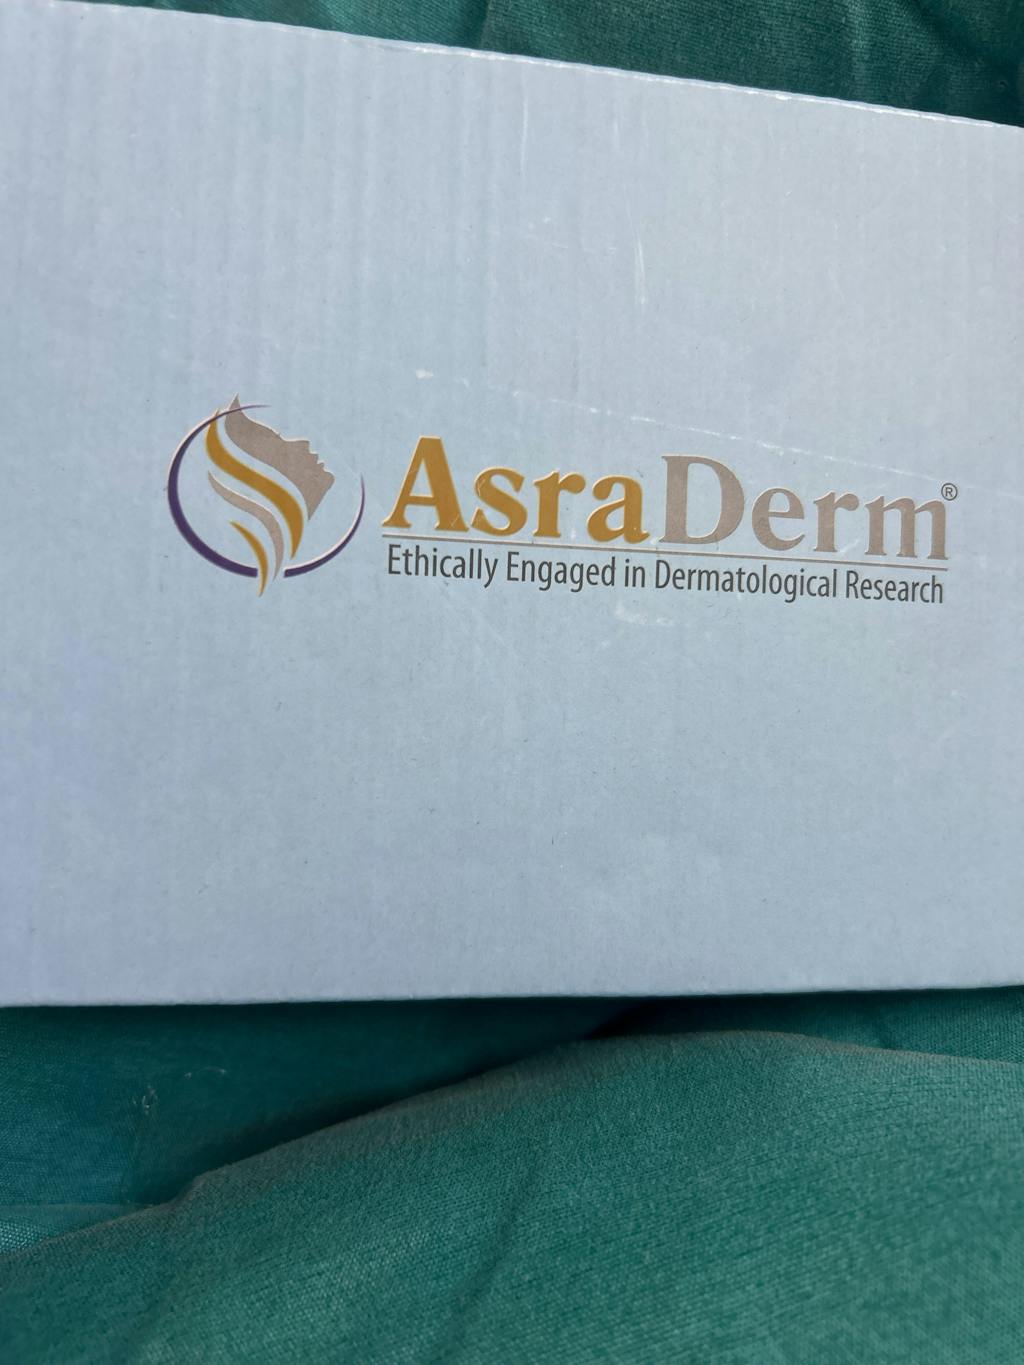 AsraDerm®
Ethically Engaged in Dermatological Research